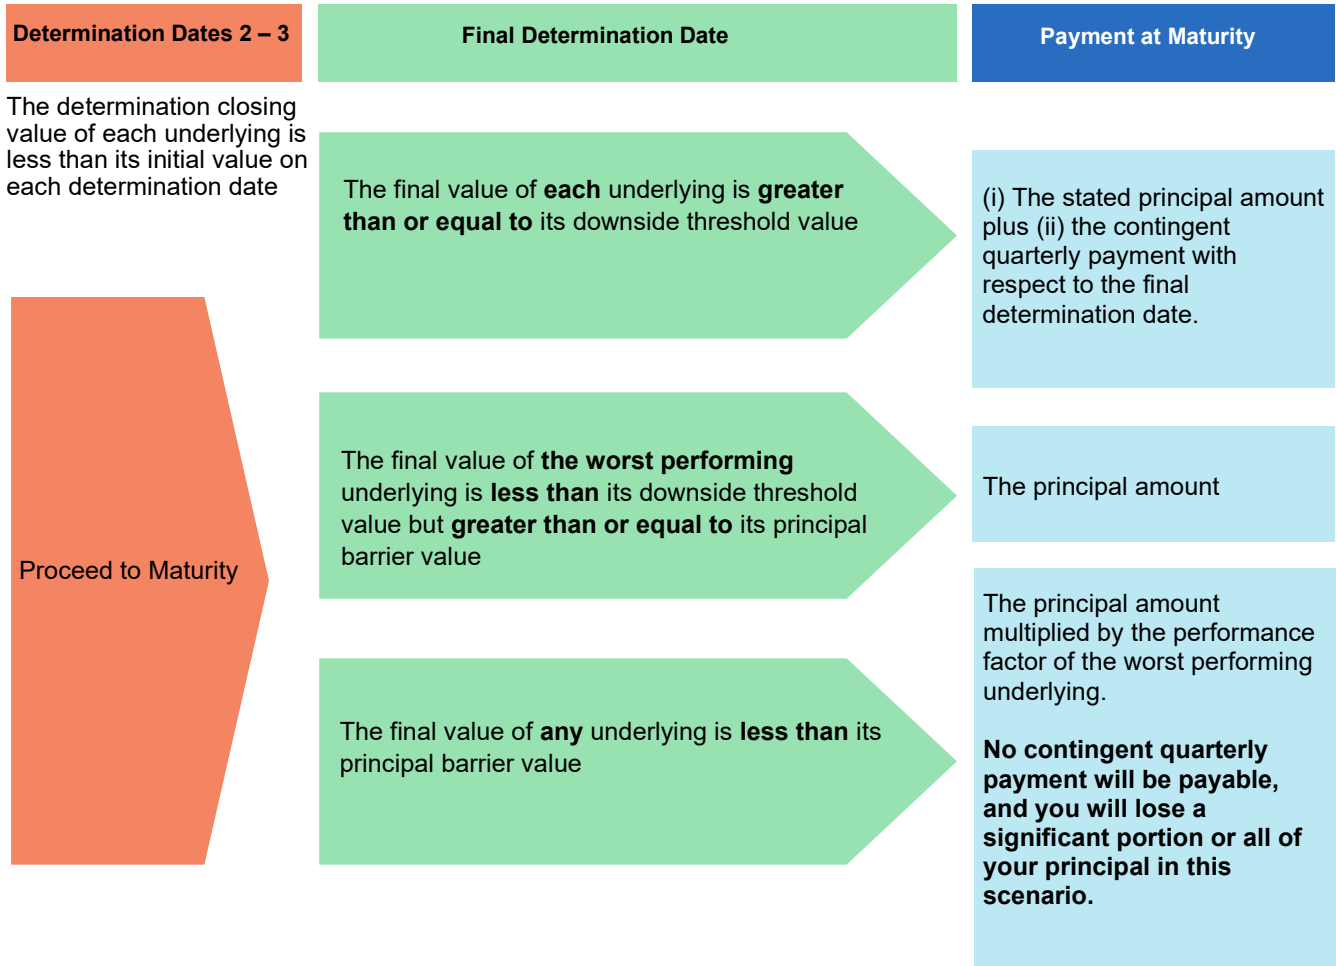 Determination Dates 2 – 3
Final Determination Date
Payment at Maturity
The determination closing
value of each underlying is
less than its initial value on
each determination date
Proceed to Maturity
The final value of each underlying is greater
than or equal to its downside threshold value
(i) The stated principal amount
plus (ii) the contingent
quarterly payment with
respect to the final
determination date.
The final value of the worst performing
underlying is less than its downside threshold
value but greater than or equal to its principal
barrier value
The principal amount
The final value of any underlying is less than its
principal barrier value
The principal amount
multiplied by the performance
factor of the worst performing
underlying.
No contingent quarterly
payment will be payable,
and you will lose a
significant portion or all of
your principal in this
scenario.